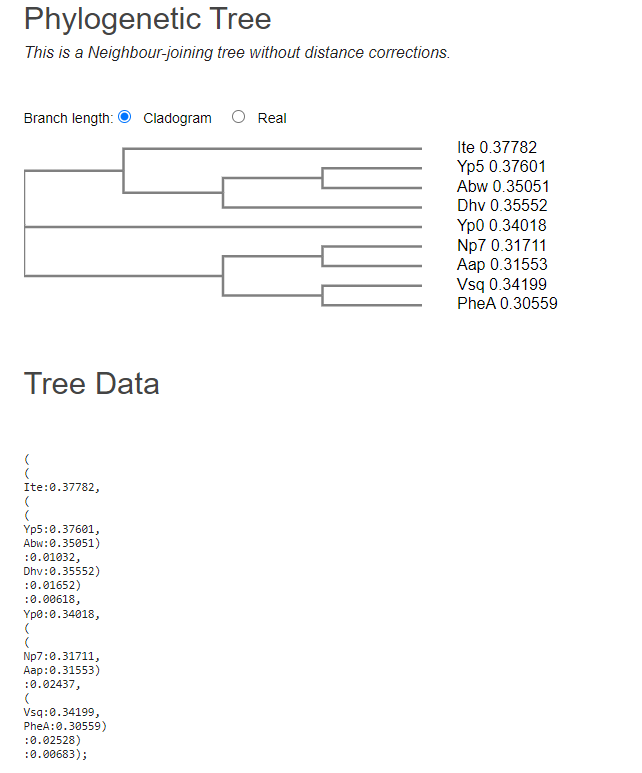 Phylogenetic Tree
This is a Neighbour-joining tree without distance corrections.
Branch length: Cladogram Real
Ite 0.37782
Yp5 0.37601
Abw 0.35051
Dhv 0.35552
Yp0 0.34018
Np7 0.31711
Aap 0.31553
Vsq 0.34199
PheA 0.30559
Tree Data
(
(
Ite:0.37782,
(
(
Yp5:0.37601,
Abw:0.35051)
:0.01032,
Dhv:0.35552)
:0.01652)
:0.00618,
Yp0:0.34018,
(
(
Np7:0.31711,
Aap:0.31553)
:0.02437,
(
Vsq:0.34199,
PheA:0.30559)
:0.02528)
:0.00683);